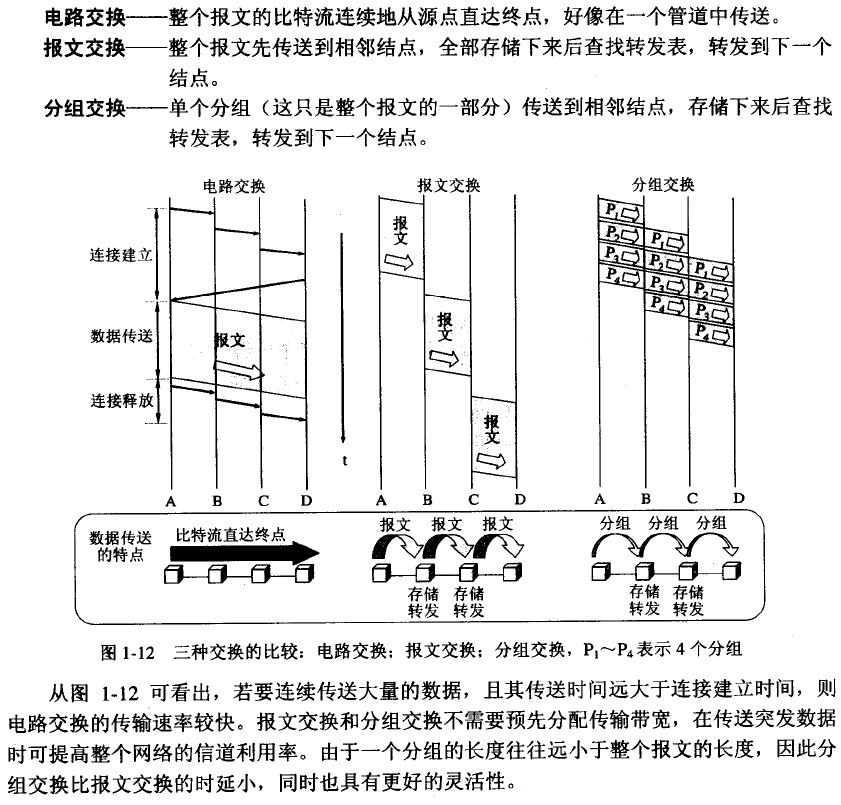 电路交换——整个报文的比特流连续地从源点直达终点，好像在一个管道中传送。
报文交换——整个报文先传送到相邻结点，全部存储下来后查找转发表，转发到下一个
结点。
分组交换——单个分组（这只是整个报文的一部分）传送到相邻结点，存储下来后查找
转发表，转发到下一个结点。
电路交换 报文交换 分组交换
连接建立
数据传送
连接释放
报文
t
A B C D
报文
报文
报文
A B C D
P₁
P₂ P₁
P₃ P₂ P₁
P₄ P₃ P₂
P₄ P₃
P₄
A B C D
数据传送
的特点
比特流直达终点
报文 报文 报文
存储 存储
转发 转发
分组 分组 分组
存储 存储
转发 转发
图 1-12 三种交换的比较：电路交换；报文交换；分组交换，P₁～P₄ 表示 4 个分组
从图 1-12 可看出，若要连续传送大量的数据，且其传送时间远大于连接建立时间，则
电路交换的传输速率较快。报文交换和分组交换不需要预先分配传输带宽，在传送突发数据
时可提高整个网络的信道利用率。由于一个分组的长度往往远小于整个报文的长度，因此分
组交换比报文交换的时延小，同时也具有更好的灵活性。